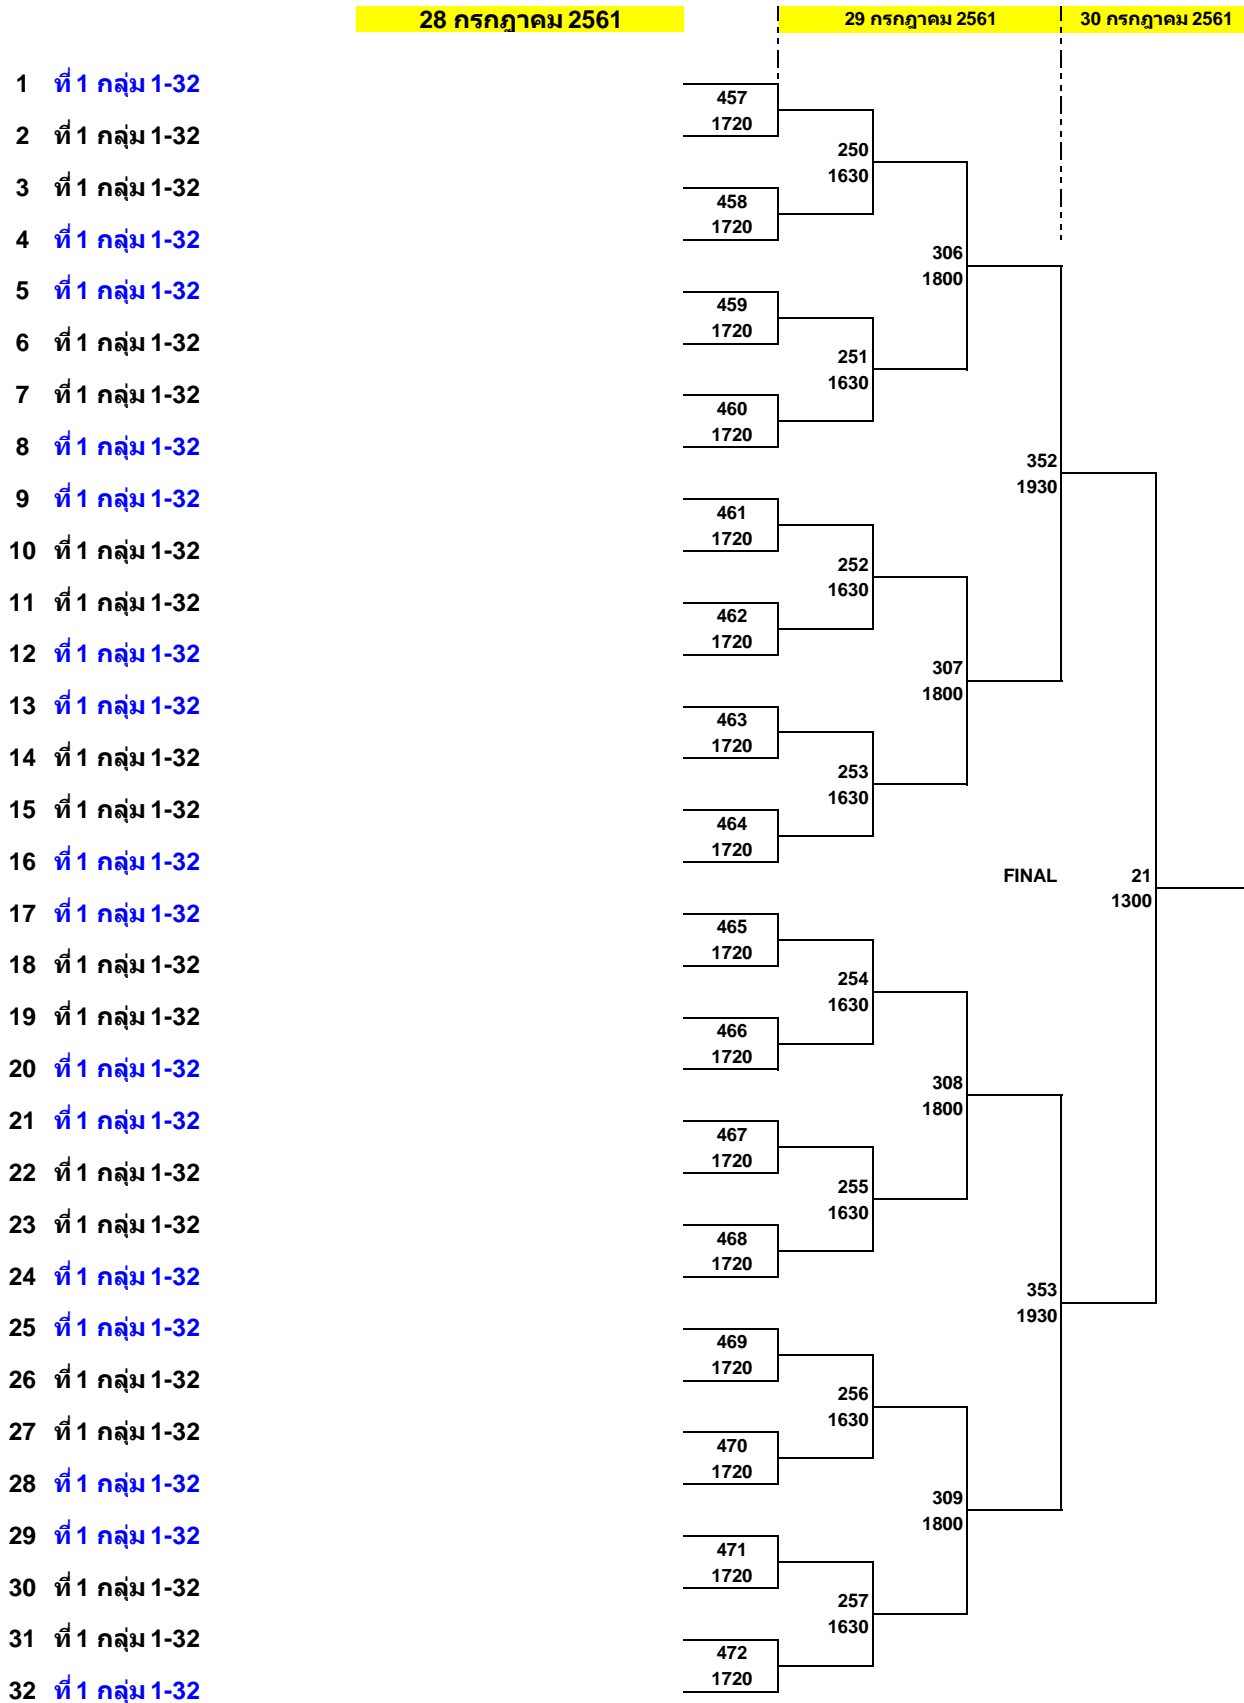 28 กรกฎาคม 2561 29 กรกฎาคม 2561 30 กรกฎาคม 2561
1 ที่ 1 กลุ่ม 1-32
457
1720
2 ที่ 1 กลุ่ม 1-32
250
1630
3 ที่ 1 กลุ่ม 1-32
458
1720
4 ที่ 1 กลุ่ม 1-32
306
1800
5 ที่ 1 กลุ่ม 1-32
459
1720
6 ที่ 1 กลุ่ม 1-32
251
1630
7 ที่ 1 กลุ่ม 1-32
460
1720
8 ที่ 1 กลุ่ม 1-32
352
1930
9 ที่ 1 กลุ่ม 1-32
461
1720
10 ที่ 1 กลุ่ม 1-32
252
1630
11 ที่ 1 กลุ่ม 1-32
462
1720
12 ที่ 1 กลุ่ม 1-32
307
1800
13 ที่ 1 กลุ่ม 1-32
463
1720
14 ที่ 1 กลุ่ม 1-32
253
1630
15 ที่ 1 กลุ่ม 1-32
464
1720
16 ที่ 1 กลุ่ม 1-32
FINAL 21
1300
17 ที่ 1 กลุ่ม 1-32
465
1720
18 ที่ 1 กลุ่ม 1-32
254
1630
19 ที่ 1 กลุ่ม 1-32
466
1720
20 ที่ 1 กลุ่ม 1-32
308
1800
21 ที่ 1 กลุ่ม 1-32
467
1720
22 ที่ 1 กลุ่ม 1-32
255
1630
23 ที่ 1 กลุ่ม 1-32
468
1720
24 ที่ 1 กลุ่ม 1-32
353
1930
25 ที่ 1 กลุ่ม 1-32
469
1720
26 ที่ 1 กลุ่ม 1-32
256
1630
27 ที่ 1 กลุ่ม 1-32
470
1720
28 ที่ 1 กลุ่ม 1-32
309
1800
29 ที่ 1 กลุ่ม 1-32
471
1720
30 ที่ 1 กลุ่ม 1-32
257
1630
31 ที่ 1 กลุ่ม 1-32
472
1720
32 ที่ 1 กลุ่ม 1-32